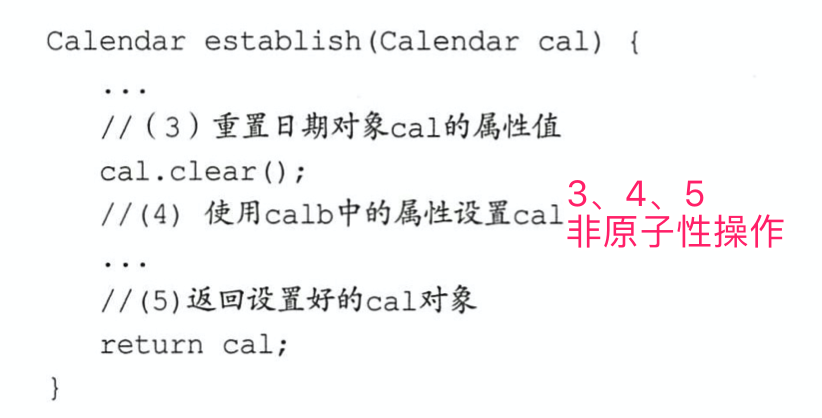 Calendar establish(Calendar cal) {
...
//（3）重置日期对象cal的属性值
cal.clear();
//(4) 使用calb中的属性设置cal
...
//(5)返回设置好的cal对象
return cal;
}
3、4、5
非原子性操作